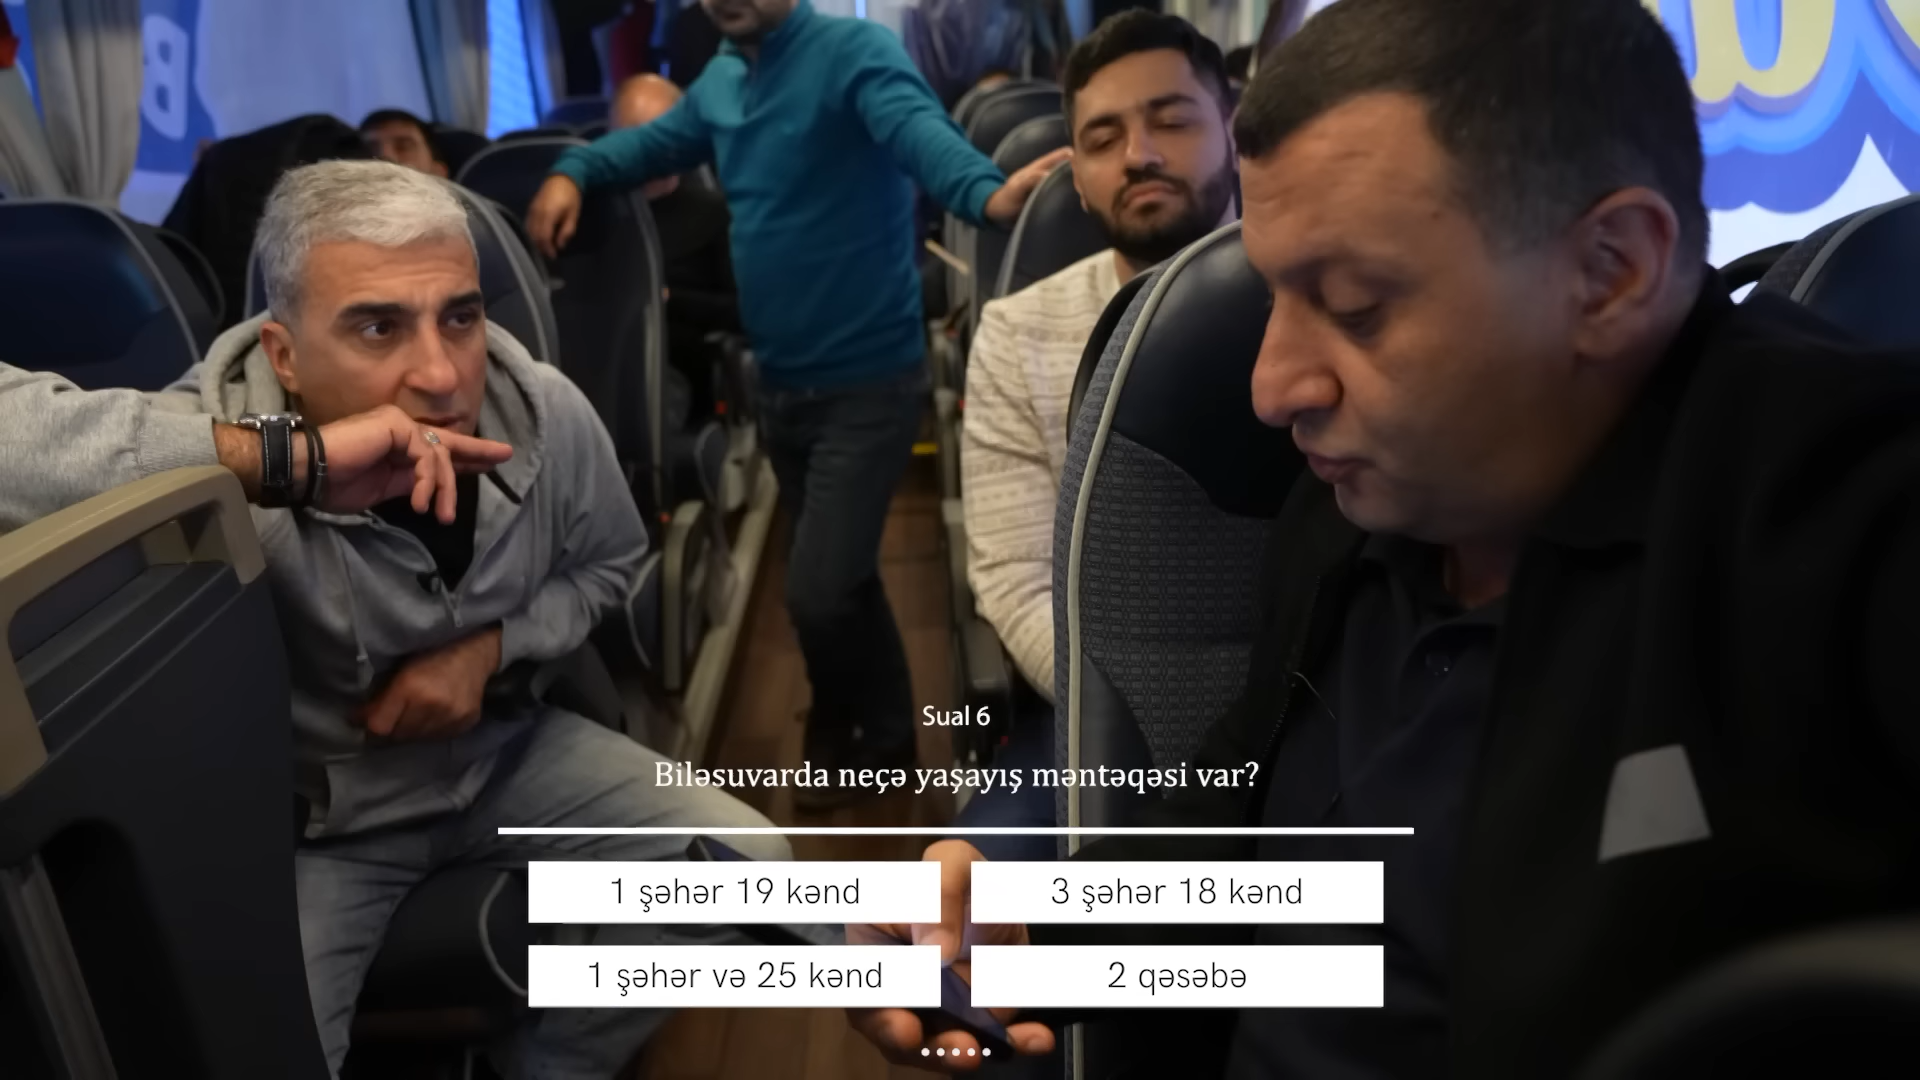 Sual 6
Biləsuvarda neçə yaşayış məntəqəsi var?
1 şəhər 19 kənd
3 şəhər 18 kənd
1 şəhər və 25 kənd
2 qəsəbə